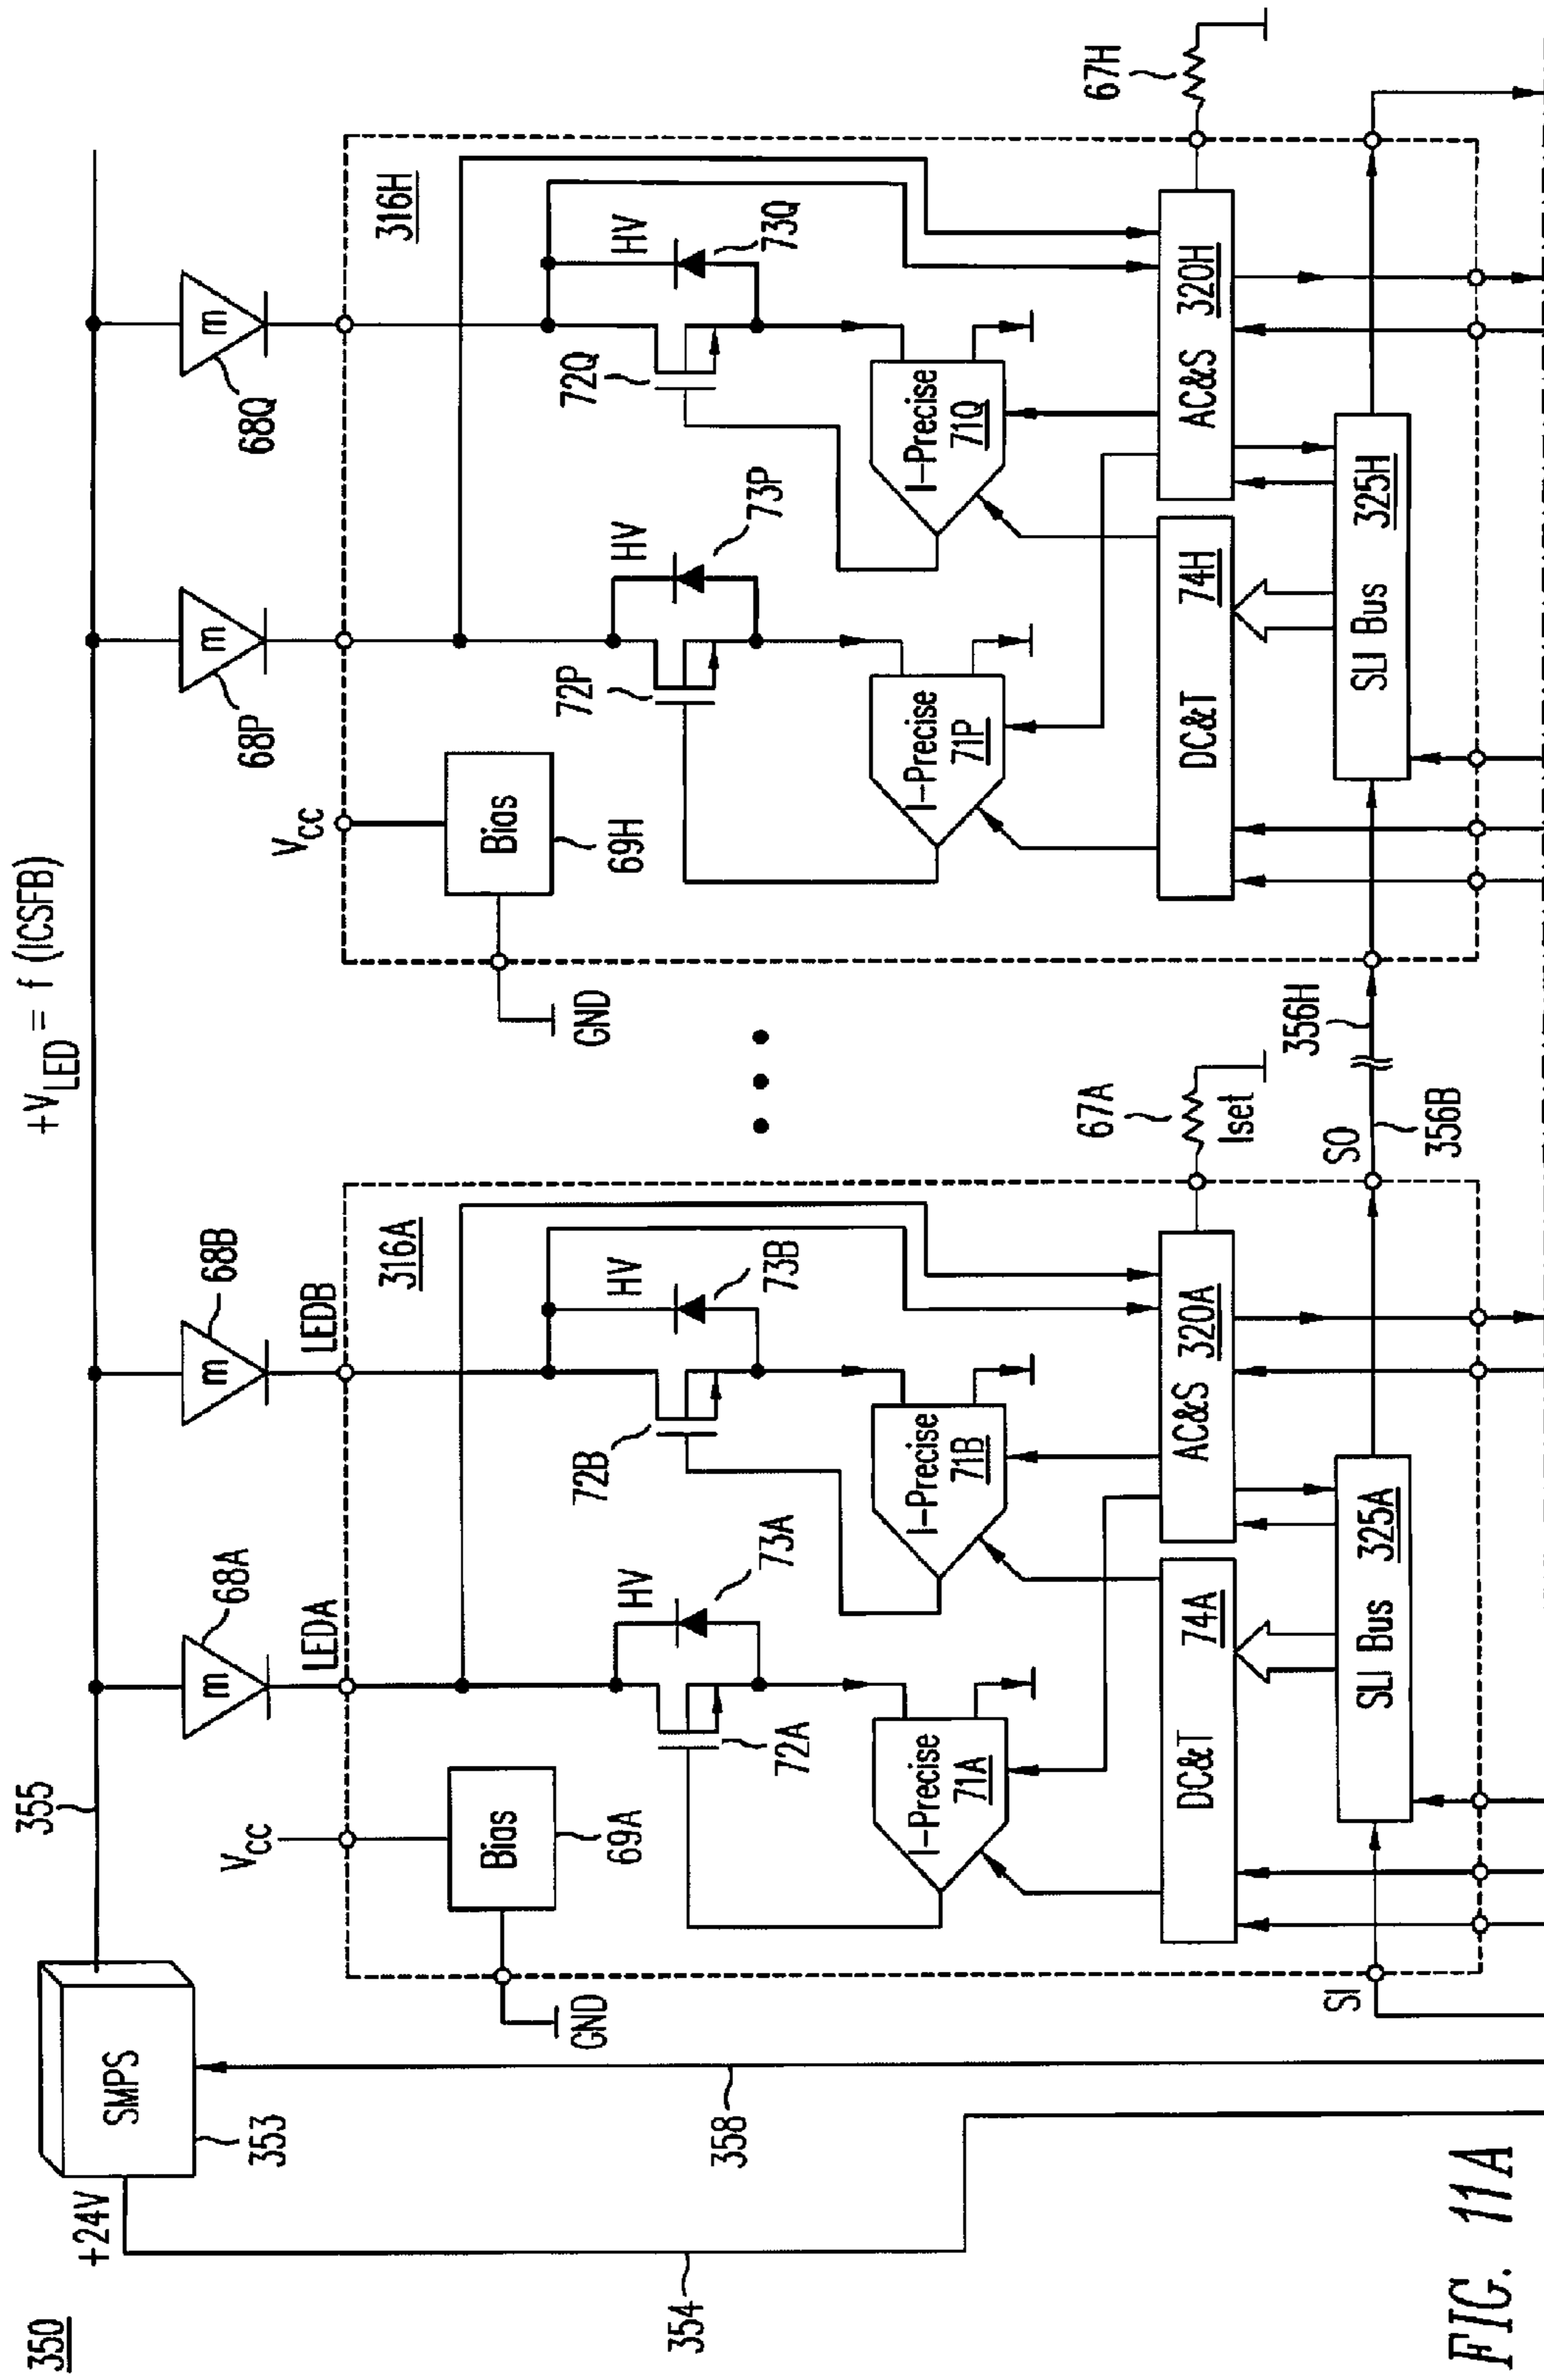 350
+24V
SMPS
353
354
358
355
+V_LED = f (ICSFB)
m
68A
m
68B
m
68P
m
68Q
LEDA
LEDB
VCC
Bias
69A
GND
316A
72A
HV
73A
72B
HV
73B
I-Precise
71A
I-Precise
71B
DC&T 74A
AC&S 320A
67A
Iset
SI
SLI Bus 325A
SO
356B
356H
VCC
Bias
69H
GND
316H
72P
HV
73P
72Q
HV
73Q
I-Precise
71P
I-Precise
71Q
DC&T 74H
AC&S 320H
67H
SLI Bus 325H
FIG. 11A